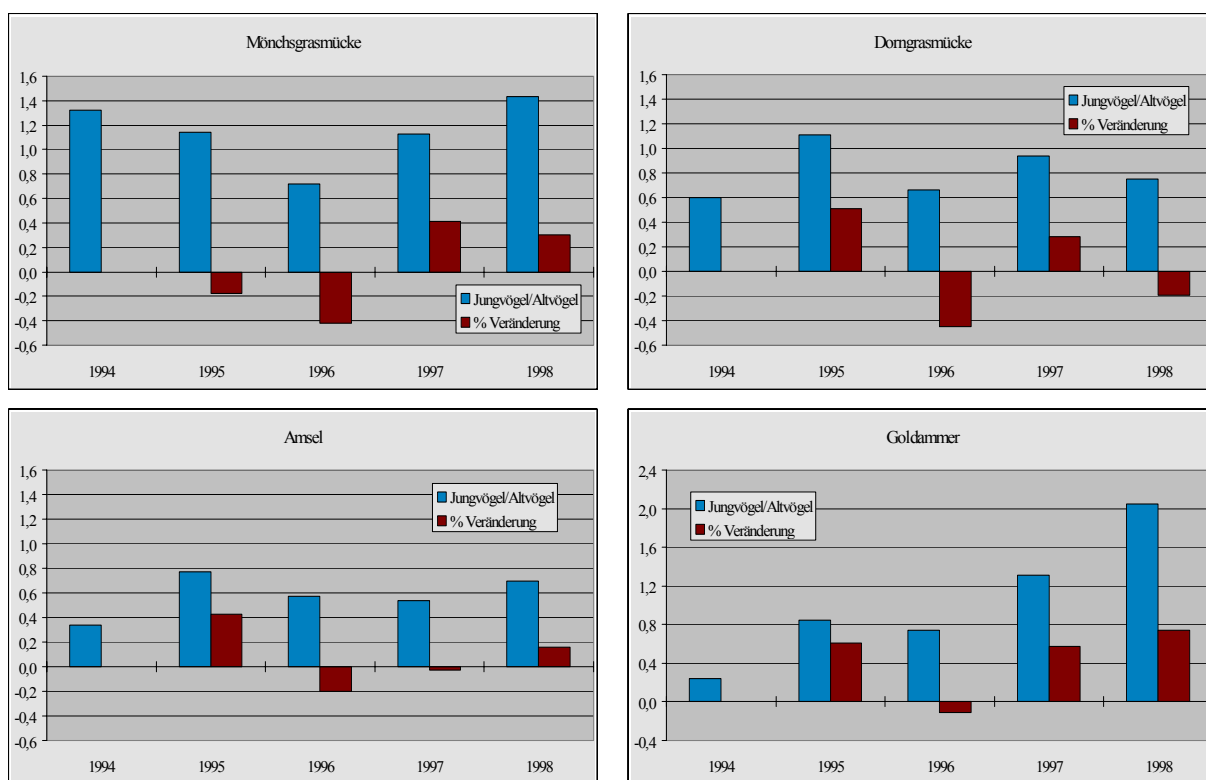 Mönchsgrasmücke
1,6
1,4
1,2
1,0
0,8
0,6
0,4
0,2
0,0
-0,2
-0,4
-0,6
Jungvögel/Altvögel
% Veränderung
1994 1995 1996 1997 1998
Dorngrasmücke
1,6
1,4
1,2
1,0
0,8
0,6
0,4
0,2
0,0
-0,2
-0,4
-0,6
Jungvögel/Altvögel
% Veränderung
1994 1995 1996 1997 1998
Amsel
1,6
1,4
1,2
1,0
0,8
0,6
0,4
0,2
0,0
-0,2
-0,4
-0,6
Jungvögel/Altvögel
% Veränderung
1994 1995 1996 1997 1998
Goldammer
2,4
2,0
1,6
1,2
0,8
0,4
0,0
-0,4
Jungvögel/Altvögel
% Veränderung
1994 1995 1996 1997 1998